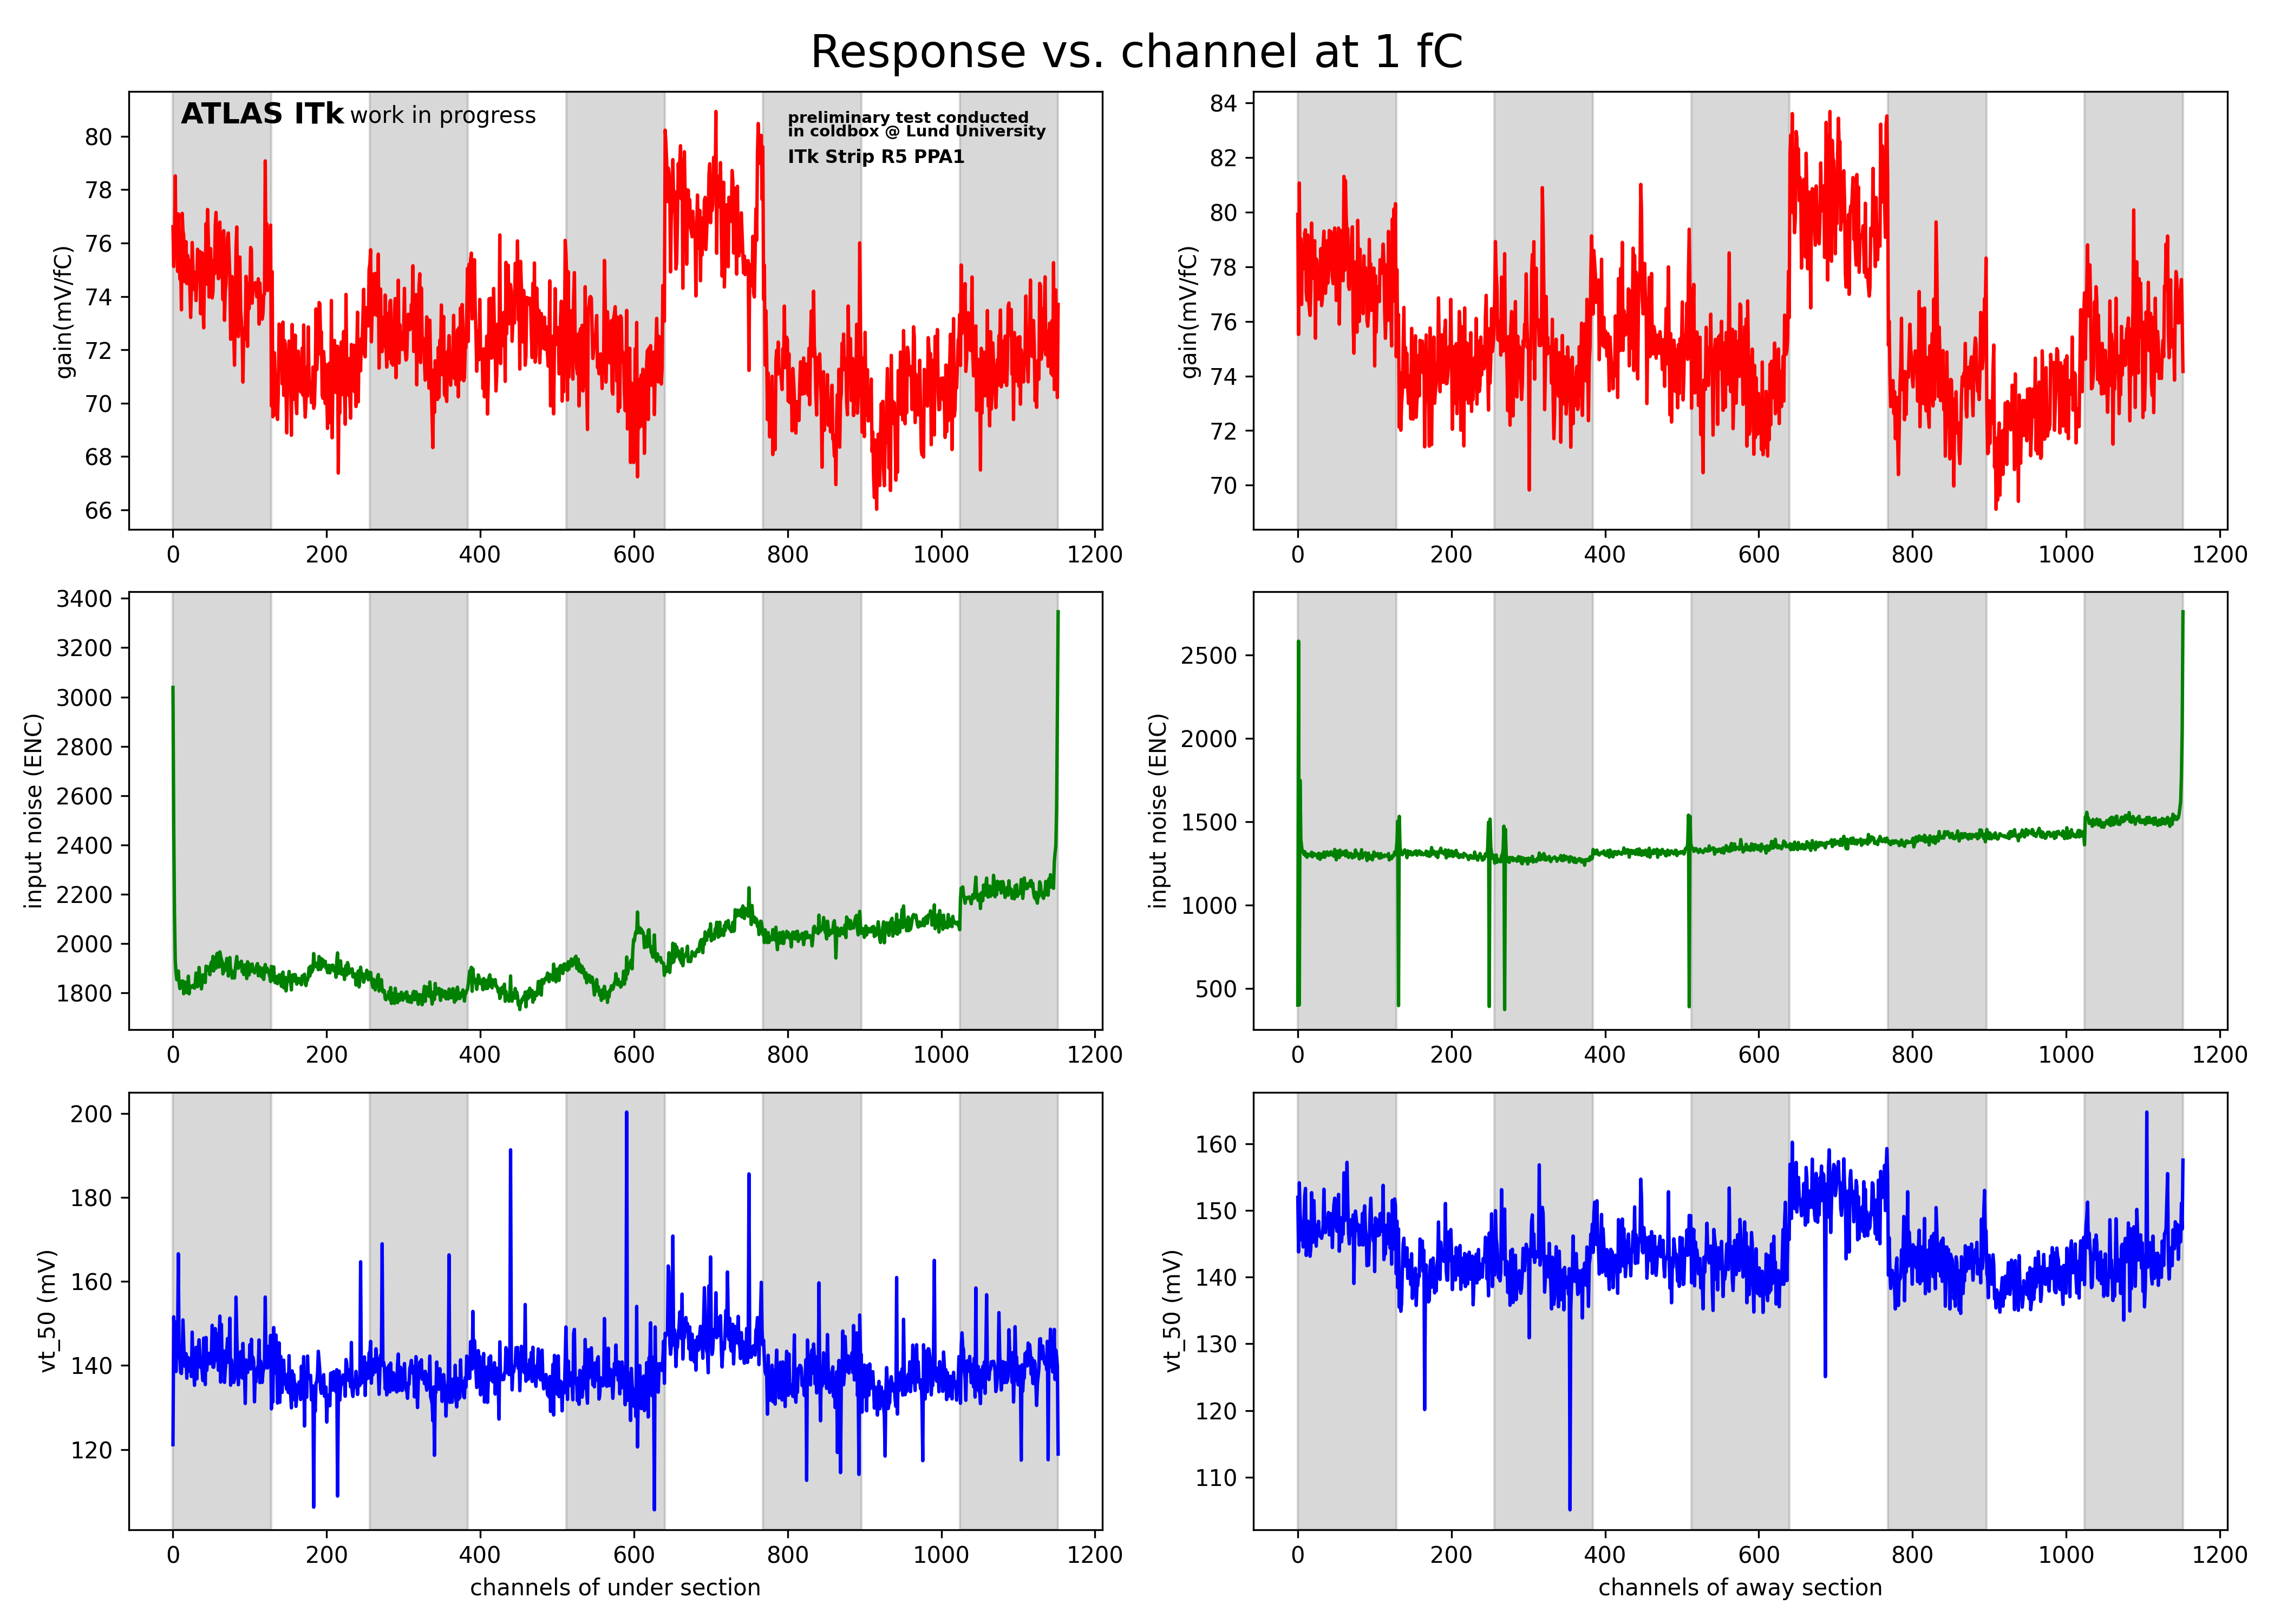 Response vs. channel at 1 fC
ATLAS ITk work in progress
preliminary test conducted
in coldbox @ Lund University
ITk Strip R5 PPA1
gain(mV/fC)
80
78
76
74
72
70
68
66
0 200 400 600 800 1000 1200
gain(mV/fC)
84
82
80
78
76
74
72
70
0 200 400 600 800 1000 1200
input noise (ENC)
3400
3200
3000
2800
2600
2400
2200
2000
1800
0 200 400 600 800 1000 1200
input noise (ENC)
2500
2000
1500
1000
500
0 200 400 600 800 1000 1200
vt_50 (mV)
200
180
160
140
120
0 200 400 600 800 1000 1200
channels of under section
vt_50 (mV)
160
150
140
130
120
110
0 200 400 600 800 1000 1200
channels of away section